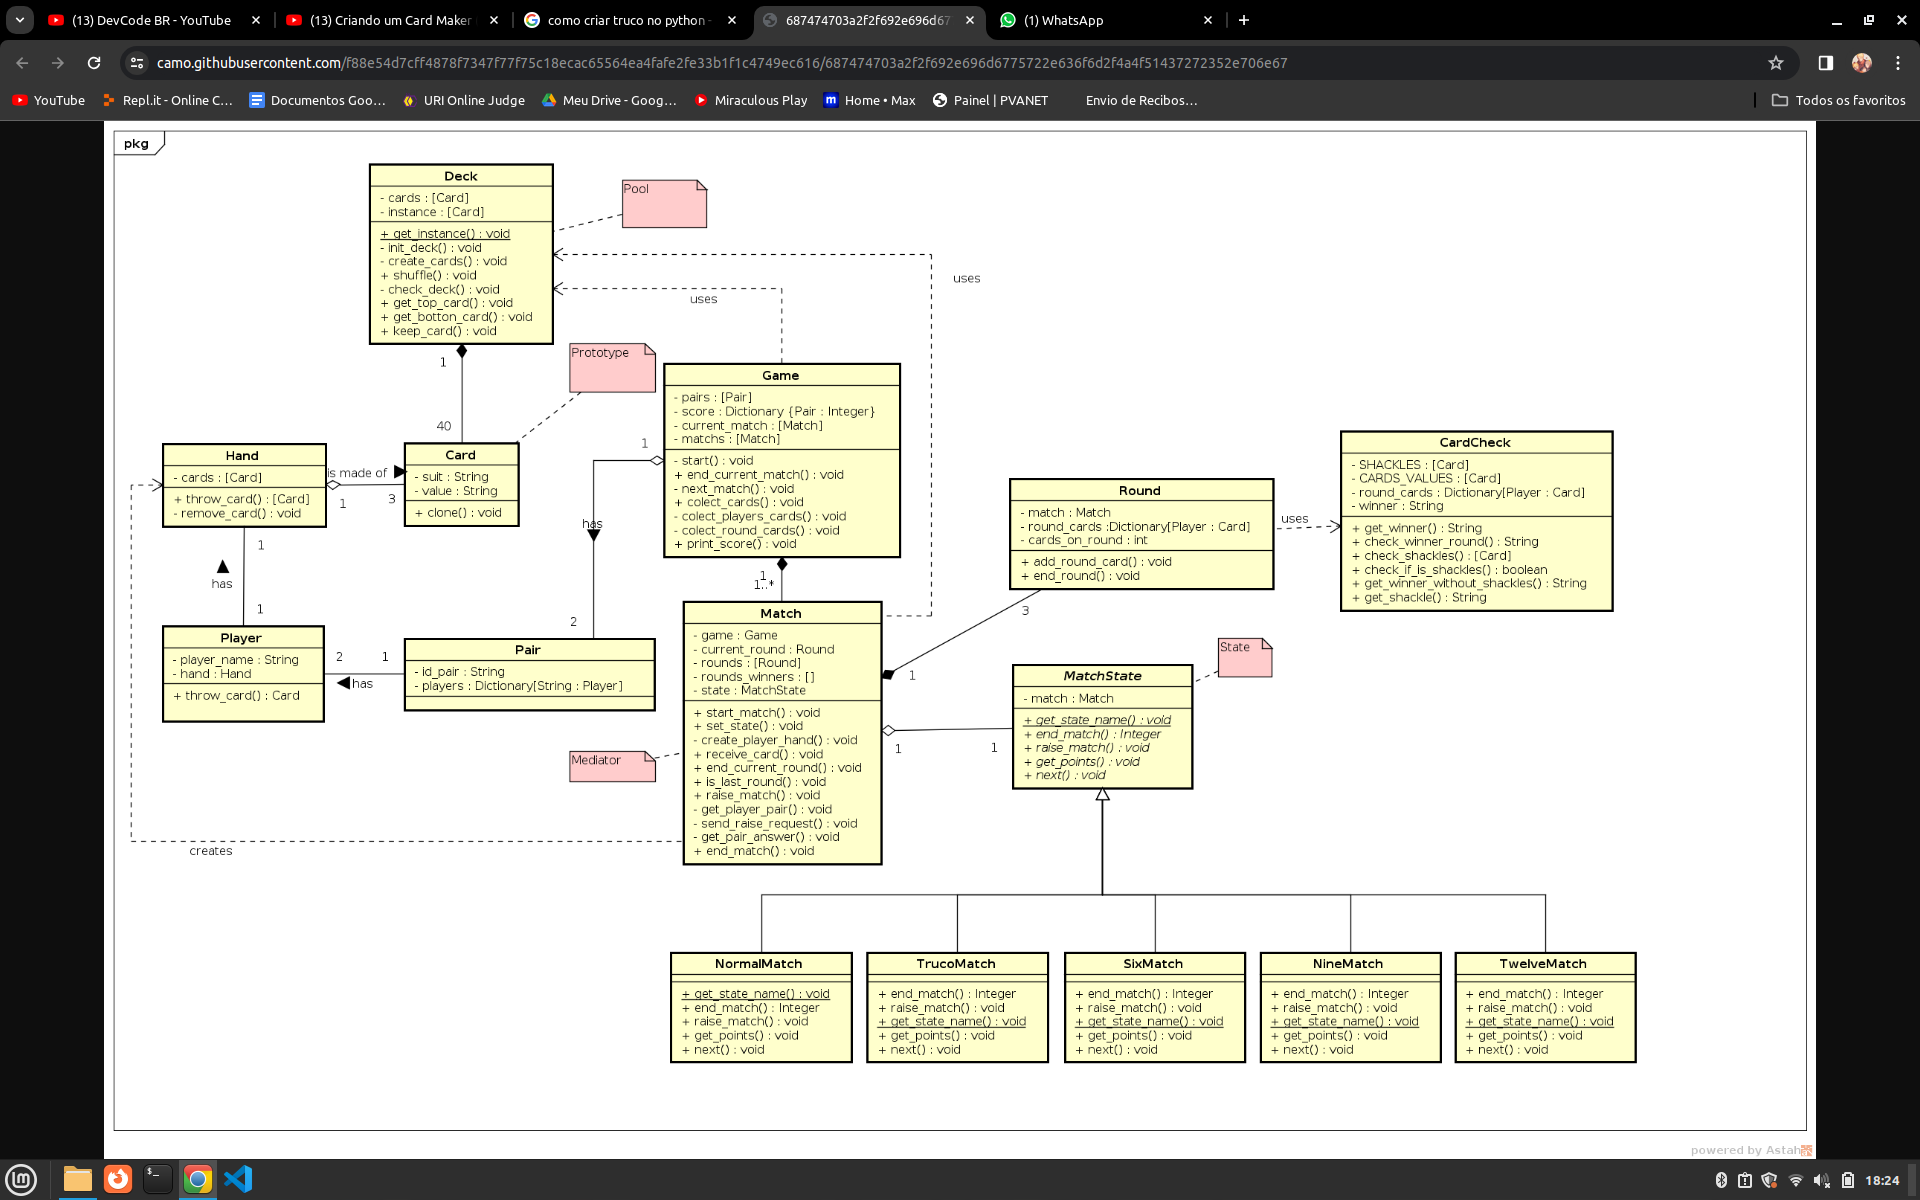 (13) DevCode BR - YouTube
(13) Criando um Card Maker
como criar truco no python -
687474703a2f2f692e696d67
(1) WhatsApp
camo.githubusercontent.com/f88e54d7cff4878f7347f77f75c18ecac65564ea4fafe2fe33b1f1c4749ec616/687474703a2f2f692e696d6775722e636f6d2f4a4f51437272352e706e67
YouTube
Repl.it - Online C...
Documentos Goo...
URI Online Judge
Meu Drive - Goog...
Miraculous Play
Home • Max
Painel | PVANET
Envio de Recibos...
Todos os favoritos
pkg
Deck
- cards : [Card]
- instance : [Card]
+ get_instance() : void
- init_deck() : void
- create_cards() : void
+ shuffle() : void
- check_deck() : void
+ get_top_card() : void
+ get_botton_card() : void
+ keep_card() : void
Pool
uses
uses
1
40
Prototype
Game
- pairs : [Pair]
- score : Dictionary {Pair : Integer}
- current_match : [Match]
- matchs : [Match]
- start() : void
+ end_current_match() : void
- next_match() : void
+ colect_cards() : void
- colect_players_cards() : void
- colect_round_cards() : void
+ print_score() : void
Hand
- cards : [Card]
+ throw_card() : [Card]
- remove_card() : void
is made of
1
3
Card
- suit : String
- value : String
+ clone() : void
1
has
2
1
1..*
1
has
1
Player
- player_name : String
- hand : Hand
+ throw_card() : Card
2
1
has
Pair
- id_pair : String
- players : Dictionary[String : Player]
Match
- game : Game
- current_round : Round
- rounds : [Round]
- rounds_winners : []
- state : MatchState
+ start_match() : void
+ set_state() : void
- create_player_hand() : void
+ receive_card() : void
+ end_current_round() : void
+ is_last_round() : void
+ raise_match() : void
- get_player_pair() : void
- send_raise_request() : void
- get_pair_answer() : void
+ end_match() : void
Mediator
creates
Round
- match : Match
- round_cards :Dictionary[Player : Card]
- cards_on_round : int
+ add_round_card() : void
+ end_round() : void
uses
CardCheck
- SHACKLES : [Card]
- CARDS_VALUES : [Card]
- round_cards : Dictionary[Player : Card]
- winner : String
+ get_winner() : String
+ check_winner_round() : String
+ check_shackles() : [Card]
+ check_if_is_shackles() : boolean
+ get_winner_without_shackles() : String
+ get_shackle() : String
3
1
State
MatchState
- match : Match
+ get_state_name() : void
+ end_match() : Integer
+ raise_match() : void
+ get_points() : void
+ next() : void
1
1
NormalMatch
+ get_state_name() : void
+ end_match() : Integer
+ raise_match() : void
+ get_points() : void
+ next() : void
TrucoMatch
+ end_match() : Integer
+ raise_match() : void
+ get_state_name() : void
+ get_points() : void
+ next() : void
SixMatch
+ end_match() : Integer
+ raise_match() : void
+ get_state_name() : void
+ get_points() : void
+ next() : void
NineMatch
+ end_match() : Integer
+ raise_match() : void
+ get_state_name() : void
+ get_points() : void
+ next() : void
TwelveMatch
+ end_match() : Integer
+ raise_match() : void
+ get_state_name() : void
+ get_points() : void
+ next() : void
powered by Astah
18:24